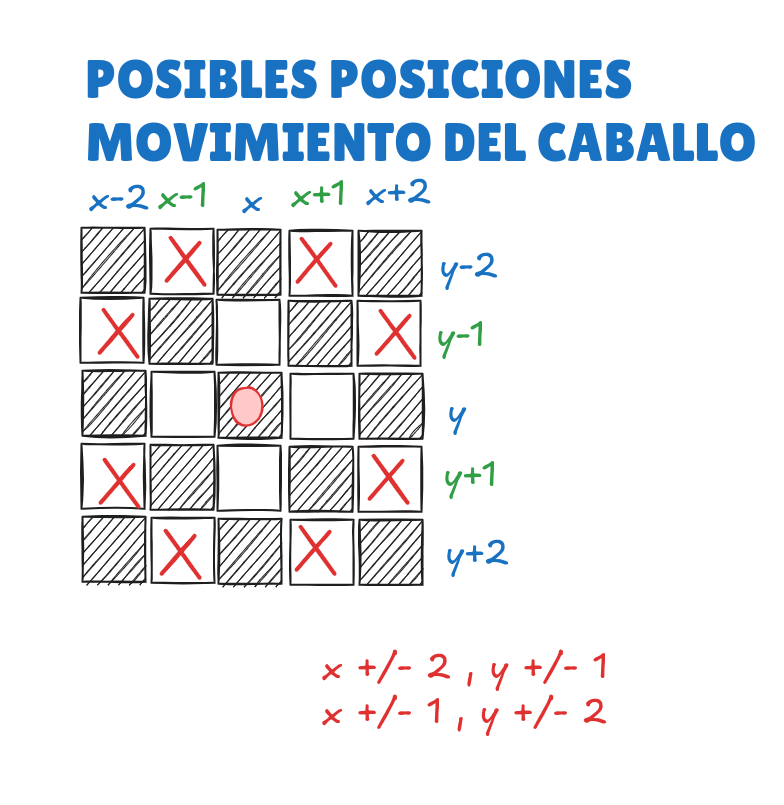 POSIBLES POSICIONES
MOVIMIENTO DEL CABALLO
x-2 x-1 x x+1 x+2
y-2
y-1
y
y+1
y+2
x +/- 2 , y +/- 1
x +/- 1 , y +/- 2